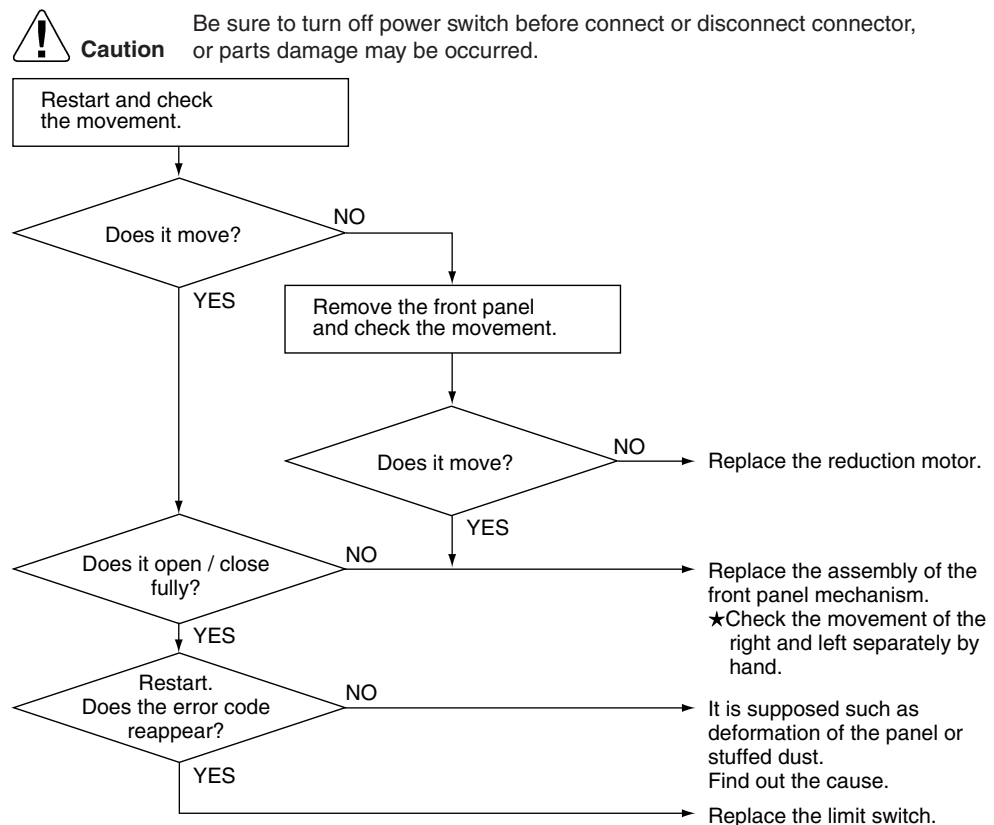 Be sure to turn off power switch before connect or disconnect connector,
Caution or parts damage may be occurred.
Restart and check
the movement.
Does it move?
NO
YES
Remove the front panel
and check the movement.
Does it move?
NO
Replace the reduction motor.
YES
Does it open / close
fully?
NO
Replace the assembly of the
front panel mechanism.
★Check the movement of the
right and left separately by
hand.
YES
Restart.
Does the error code
reappear?
NO
It is supposed such as
deformation of the panel or
stuffed dust.
Find out the cause.
YES
Replace the limit switch.